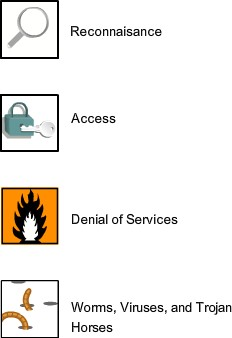 Reconnaisance
Access
Denial of Services
Worms, Viruses, and Trojan
Horses